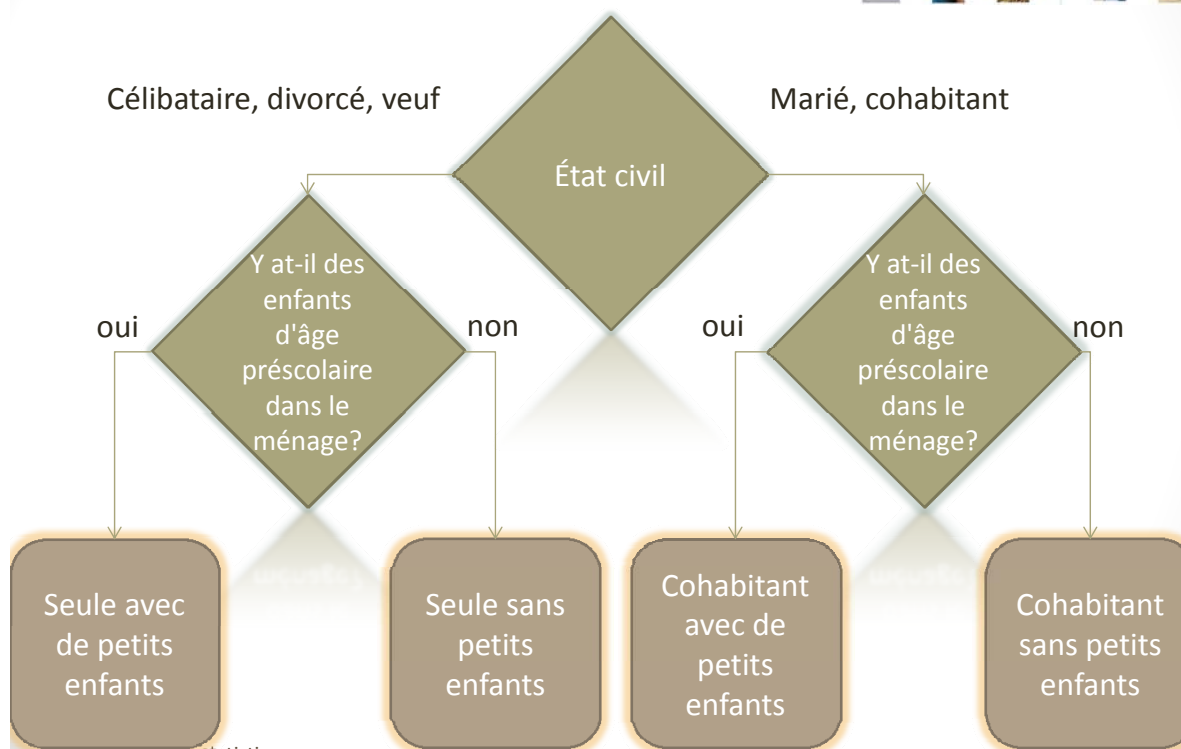 Célibataire, divorcé, veuf
Marié, cohabitant
État civil
Y at-il des
enfants
d'âge
préscolaire
dans le
ménage?
oui
non
Y at-il des
enfants
d'âge
préscolaire
dans le
ménage?
oui
non
Seule avec
de petits
enfants
Seule sans
petits
enfants
Cohabitant
avec de
petits
enfants
Cohabitant
sans petits
enfants